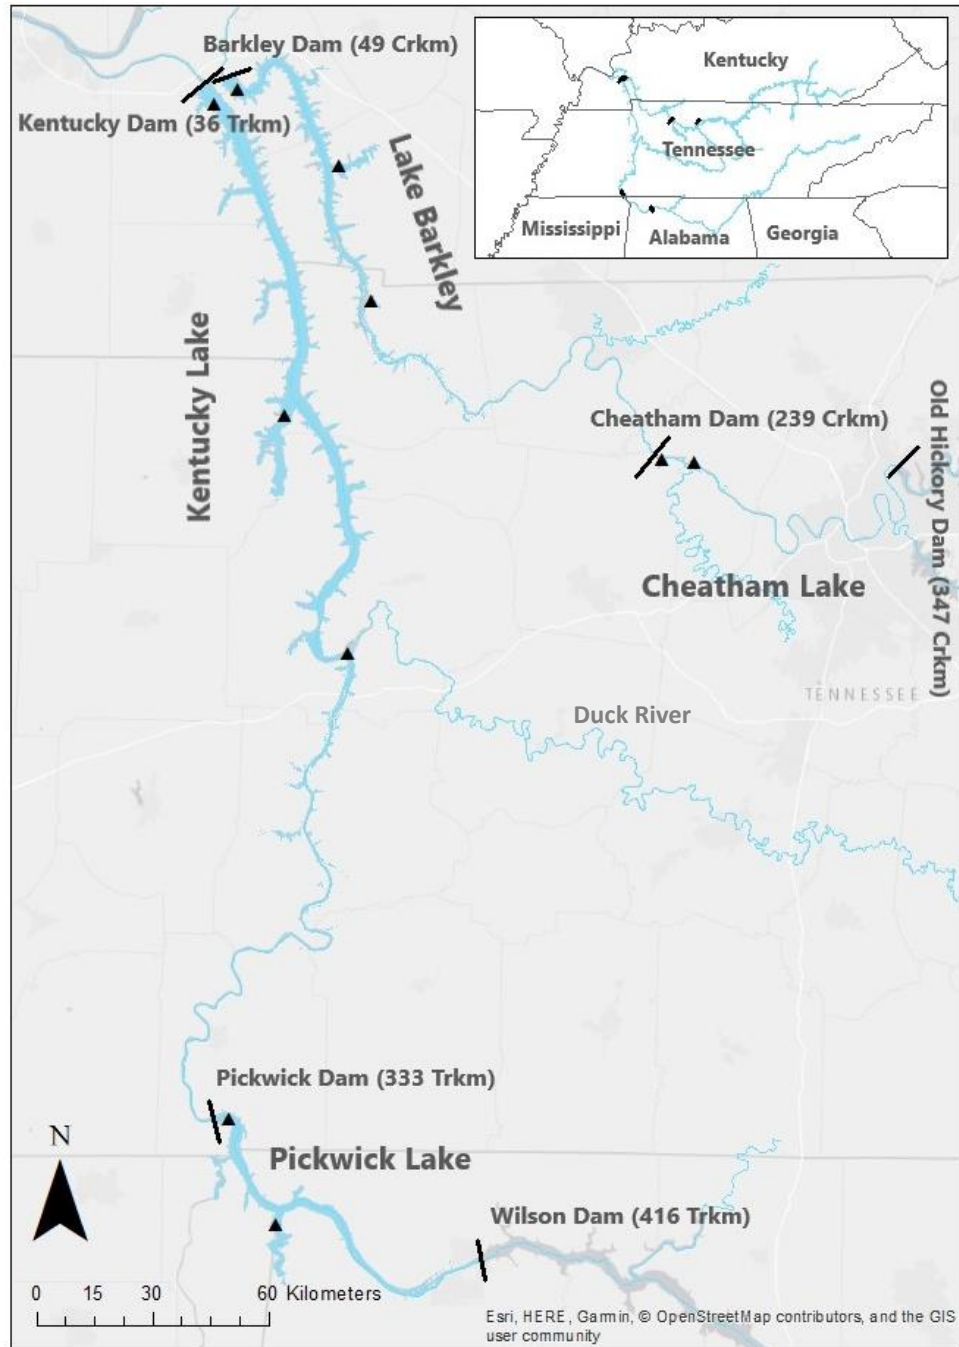 Barkley Dam (49 Crkm)
Kentucky Dam (36 Trkm)
Lake Barkley
Kentucky
Tennessee
Mississippi
Alabama
Georgia
Kentucky Lake
Cheatham Dam (239 Crkm)
Old Hickory Dam (347 Crkm)
Cheatham Lake
TENNESSEE
Duck River
Pickwick Dam (333 Trkm)
N
Pickwick Lake
Wilson Dam (416 Trkm)
0 15 30 60 Kilometers
Esri, HERE, Garmin, © OpenStreetMap contributors, and the GIS
user community